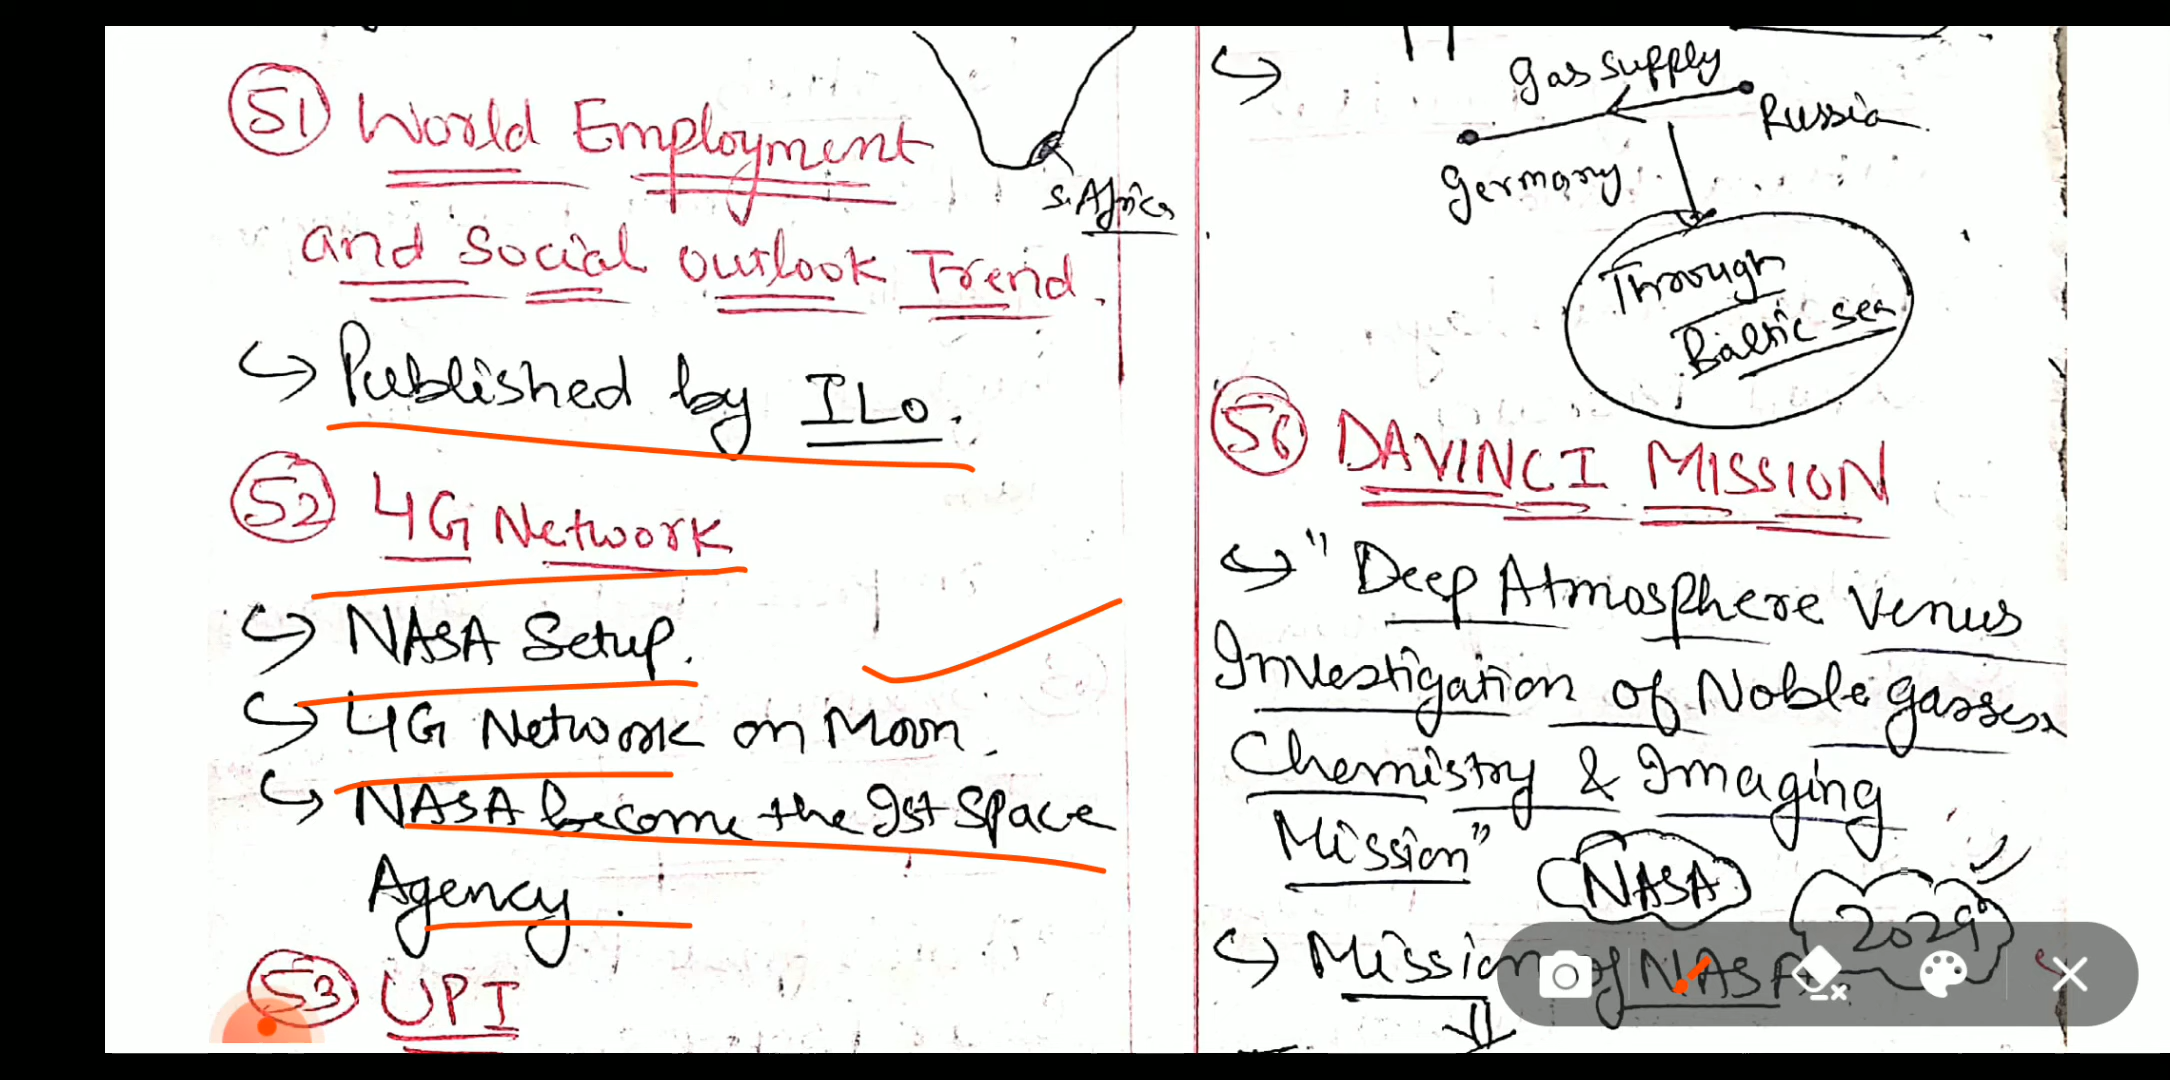 51 World Employment
and Social Outlook Trend.
S. Africa
↪ Published by ILO.
52 4G Network
↪ NASA Setup.
↪ 4G Network on Moon.
↪ NASA become the Ist Space
Agency.
53 UPI
↪ Gas supply
Russia.
Germany
Through
Baltic sea
56 DAVINCI MISSION
↪ "Deep Atmosphere Venus
Investigation of Noble gasses
Chemistry & Imaging
Mission"
NASA
2029
↪ Mission of NASA.